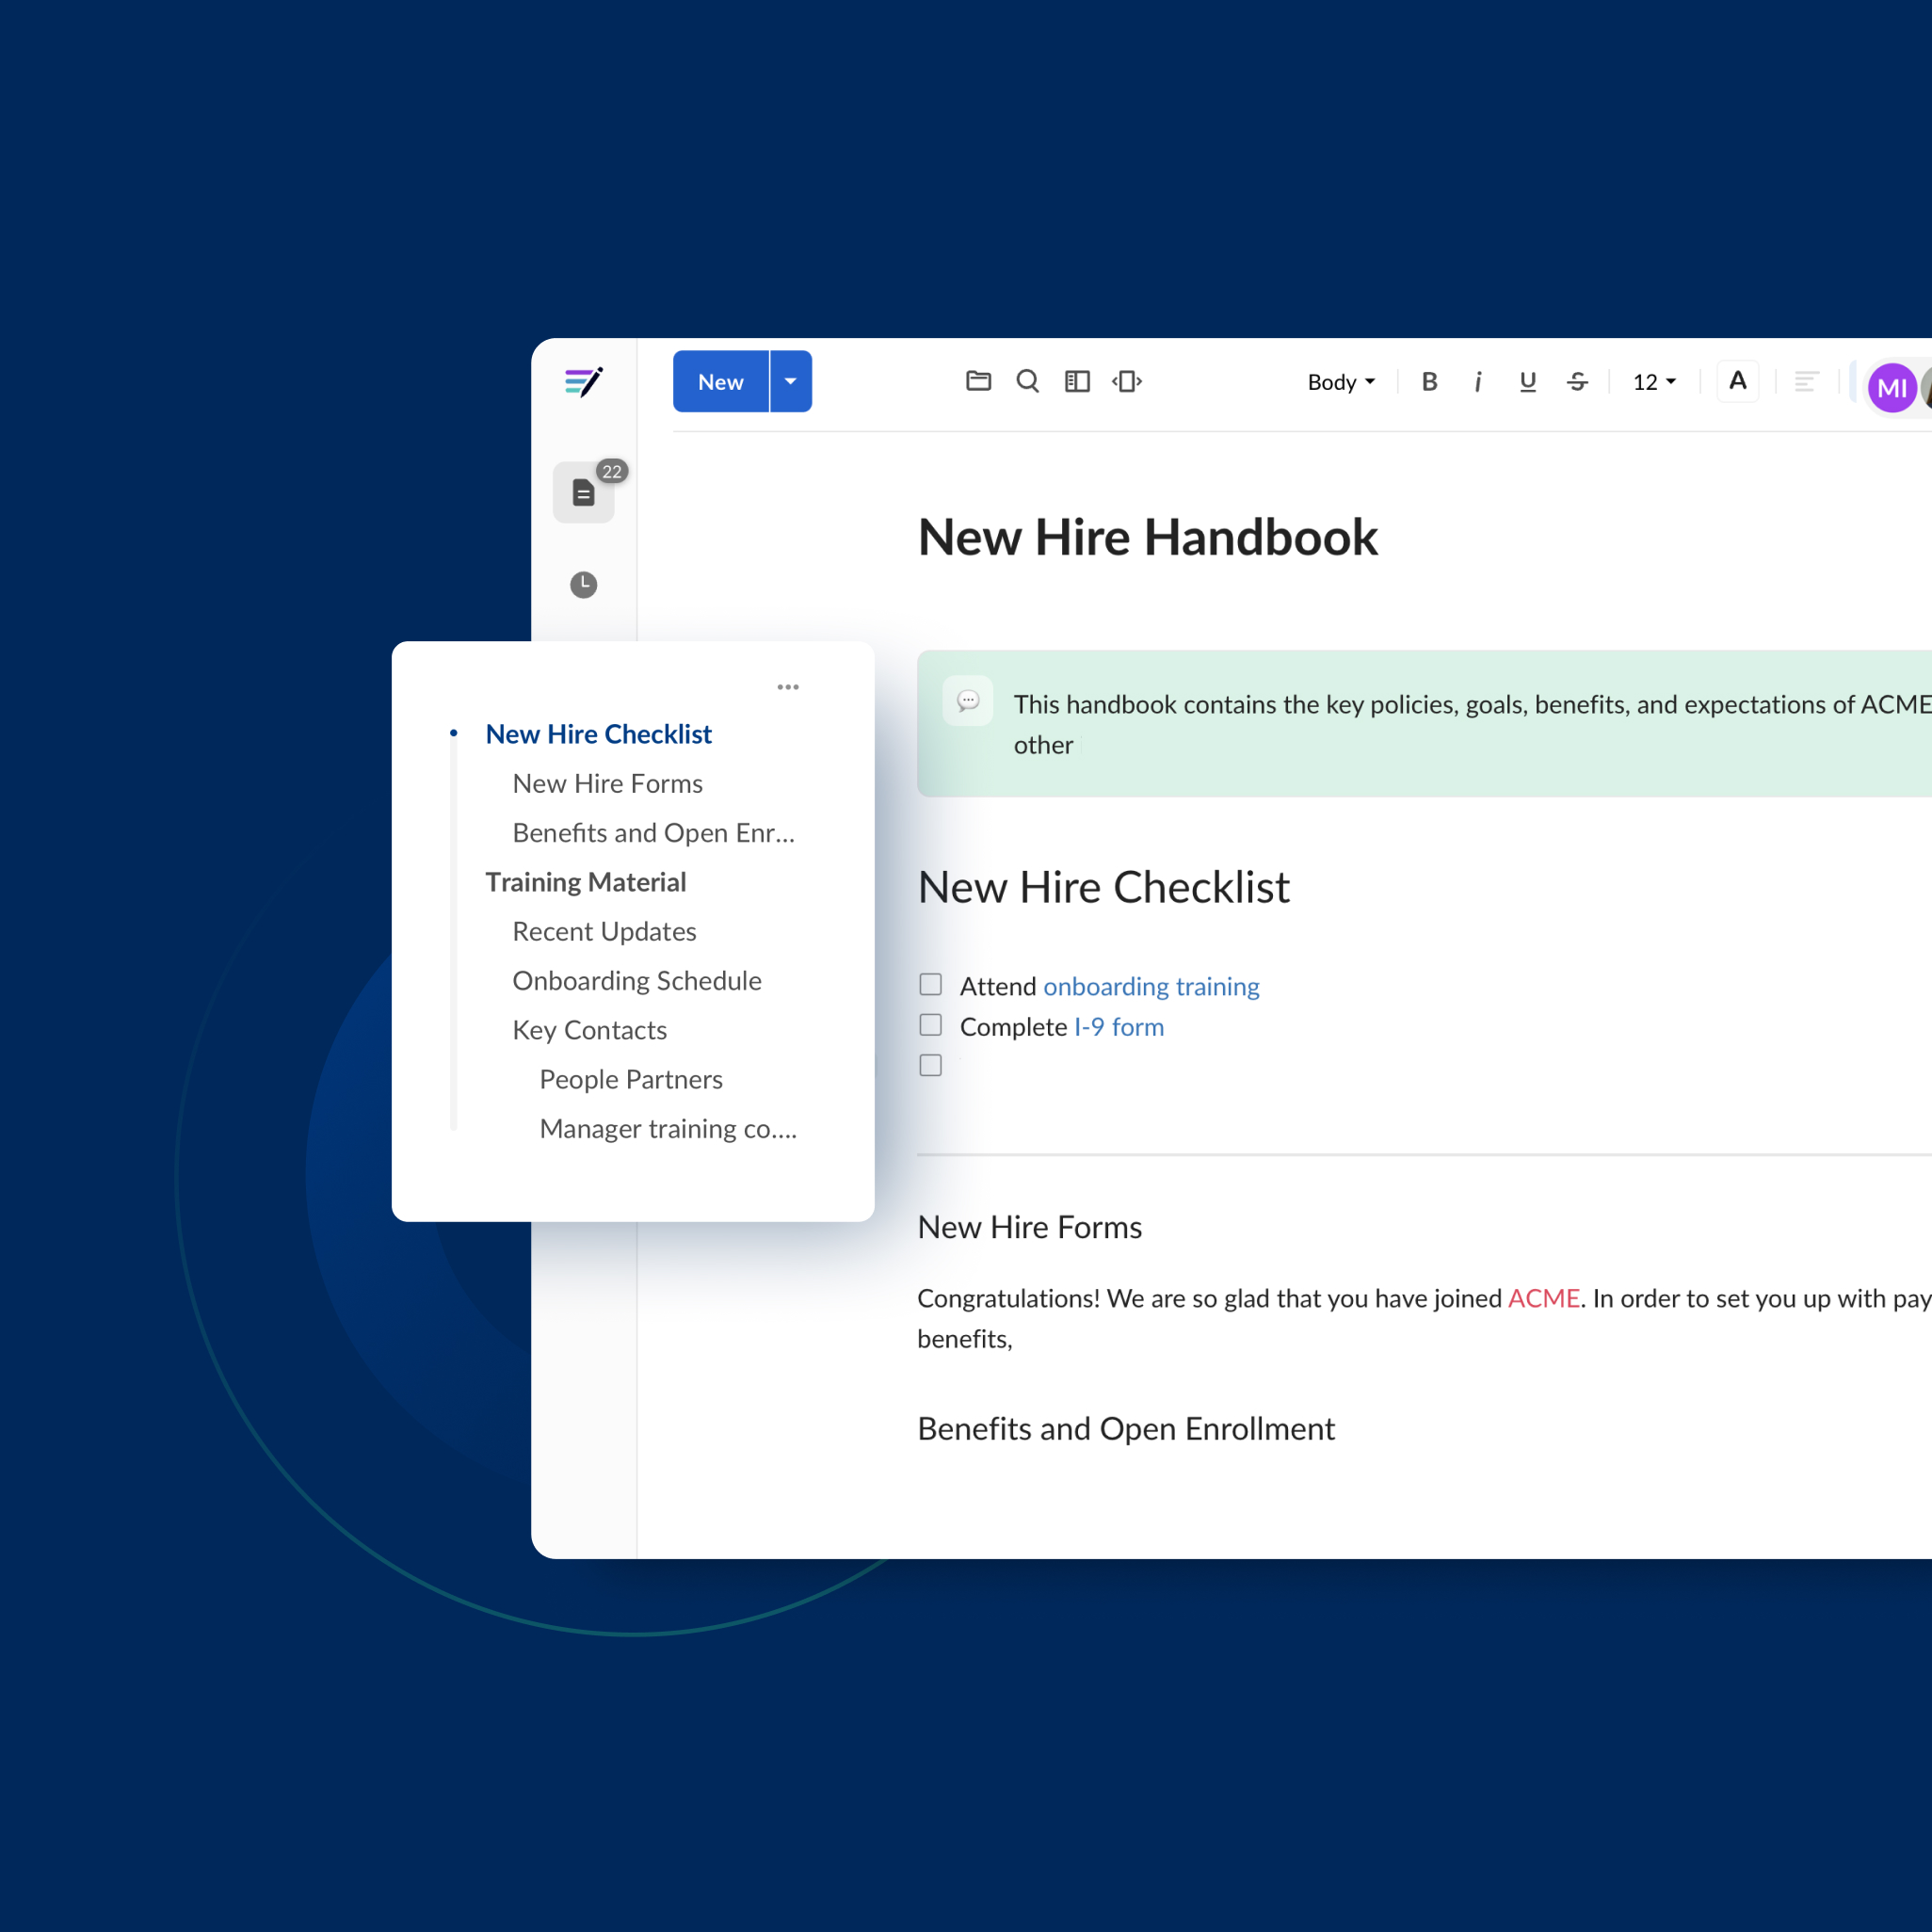 New
Body
B
i
U
S
12
A
MI
22
New Hire Handbook
This handbook contains the key policies, goals, benefits, and expectations of ACME
other
•••
New Hire Checklist
New Hire Forms
Benefits and Open Enr...
Training Material
Recent Updates
Onboarding Schedule
Key Contacts
People Partners
Manager training co....
New Hire Checklist
Attend onboarding training
Complete I-9 form
New Hire Forms
Congratulations! We are so glad that you have joined ACME. In order to set you up with pay
benefits,
Benefits and Open Enrollment